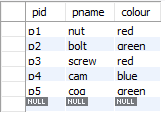 pid pname colour
p1 nut red
p2 bolt green
p3 screw red
p4 cam blue
p5 cog green
NULL NULL NULL